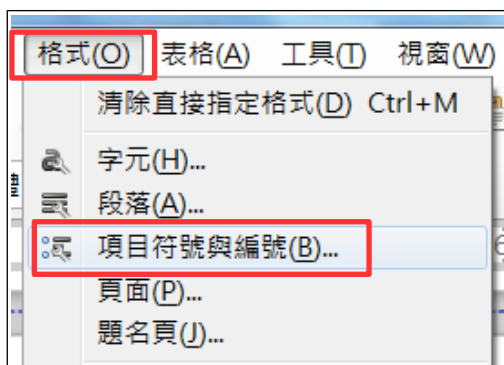 格式(O) 表格(A) 工具(T) 視窗(W)
清除直接指定格式(D) Ctrl+M
字元(H)...
段落(A)...
項目符號與編號(B)...
頁面(P)...
題名頁(J)...